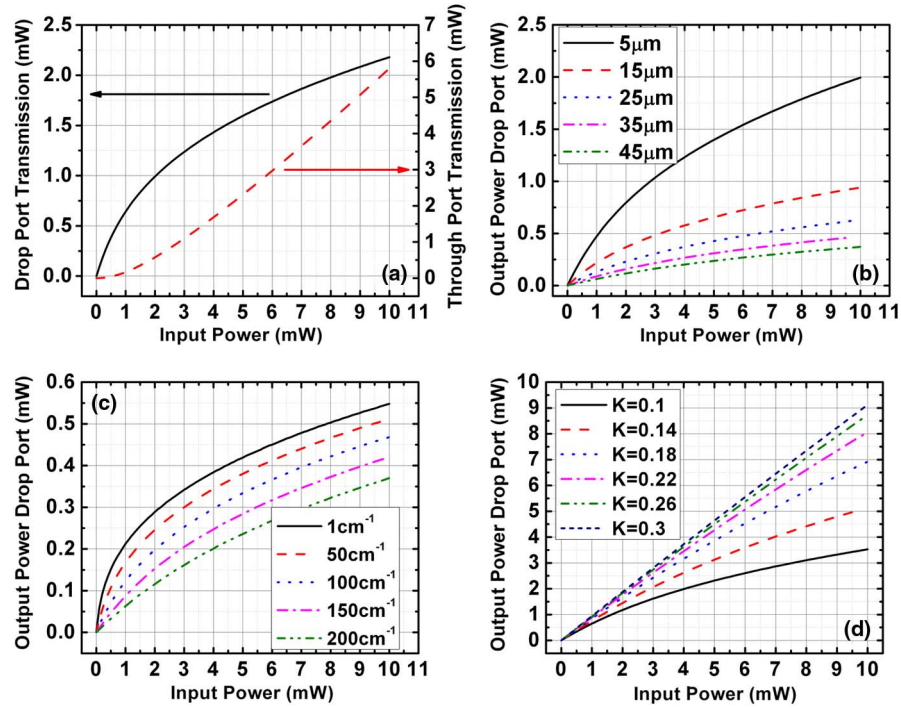 (a)
Drop Port Transmission (mW)
2.5
2.0
1.5
1.0
0.5
0.0
7
6
5
4
3
2
1
0
Through Port Transmission (mW)
0 1 2 3 4 5 6 7 8 9 10 11
Input Power (mW)
(b)
Output Power Drop Port (mW)
2.5
2.0
1.5
1.0
0.5
0.0
5μm
15μm
25μm
35μm
45μm
0 1 2 3 4 5 6 7 8 9 10 11
Input Power (mW)
(c)
Output Power Drop Port (mW)
0.6
0.5
0.4
0.3
0.2
0.1
0.0
1cm⁻¹
50cm⁻¹
100cm⁻¹
150cm⁻¹
200cm⁻¹
0 1 2 3 4 5 6 7 8 9 10 11
Input Power (mW)
(d)
Output Power Drop Port (mW)
10
9
8
7
6
5
4
3
2
1
0
K=0.1
K=0.14
K=0.18
K=0.22
K=0.26
K=0.3
0 1 2 3 4 5 6 7 8 9 10 11
Input Power (mW)